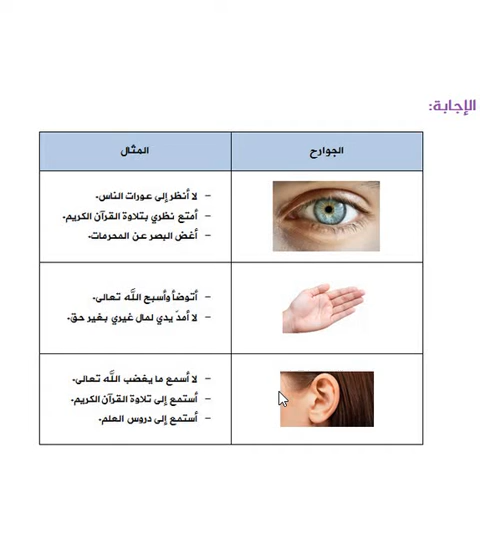 الإجابة:
الجوارح
المثال
- لا أنظر إلى عورات الناس.
- أمتع نظري بتلاوة القرآن الكريم.
- أغض البصر عن المحرمات.
- أتوضأ وأسبح اللَّه تعالى.
- لا أمدّ يدي لمال غيري بغير حق.
- لا أسمع ما يغضب اللَّه تعالى.
- أستمع إلى تلاوة القرآن الكريم.
- أستمع إلى دروس العلم.